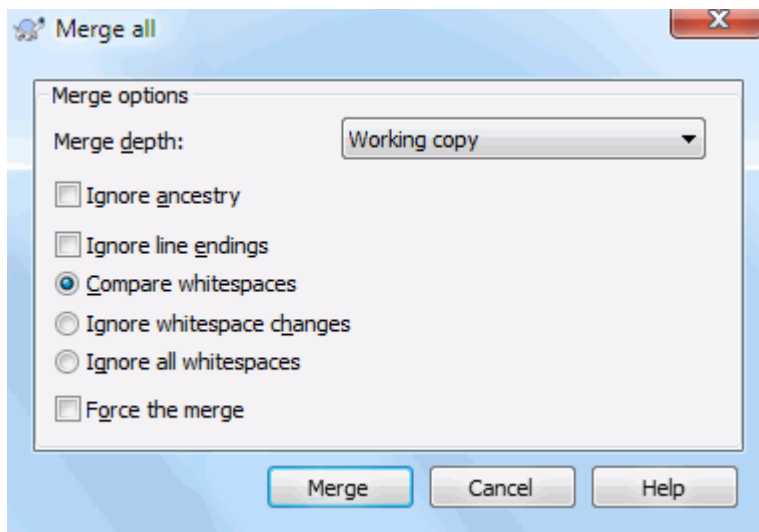 Merge all
Merge options
Merge depth: Working copy
Ignore ancestry
Ignore line endings
Compare whitespaces
Ignore whitespace changes
Ignore all whitespaces
Force the merge
Merge Cancel Help